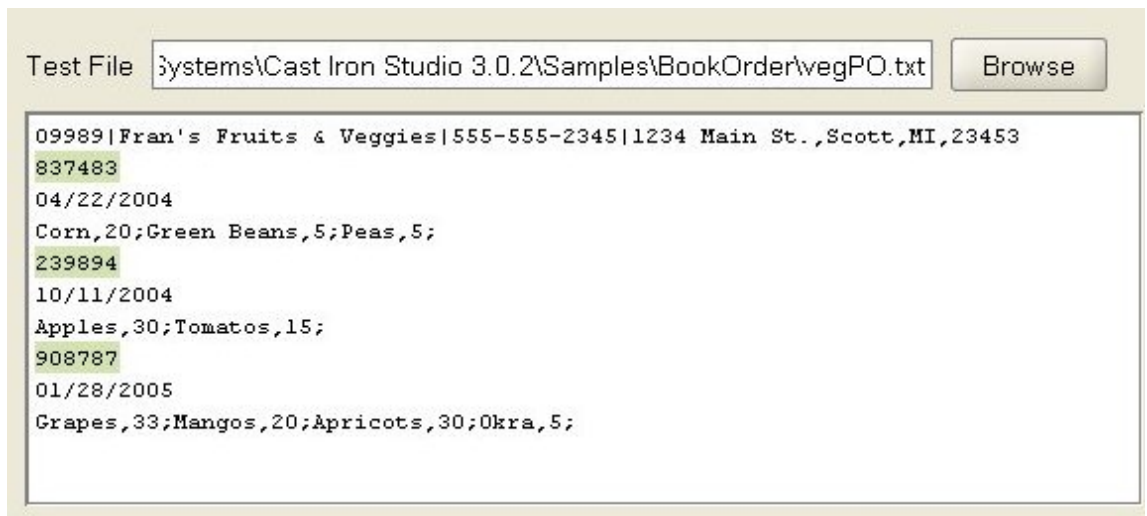 Test File Systems\Cast Iron Studio 3.0.2\Samples\BookOrder\vegPO.txt Browse
09989|Fran's Fruits & Veggies|555-555-2345|1234 Main St.,Scott,MI,23453
837483
04/22/2004
Corn,20;Green Beans,5;Peas,5;
239894
10/11/2004
Apples,30;Tomatos,15;
908787
01/28/2005
Grapes,33;Mangos,20;Apricots,30;Okra,5;